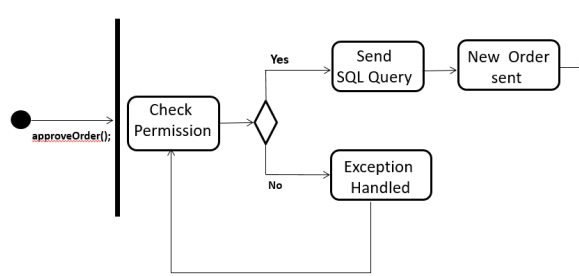 approveOrder();
Check
Permission
Yes
No
Send
SQL Query
New Order
sent
Exception
Handled